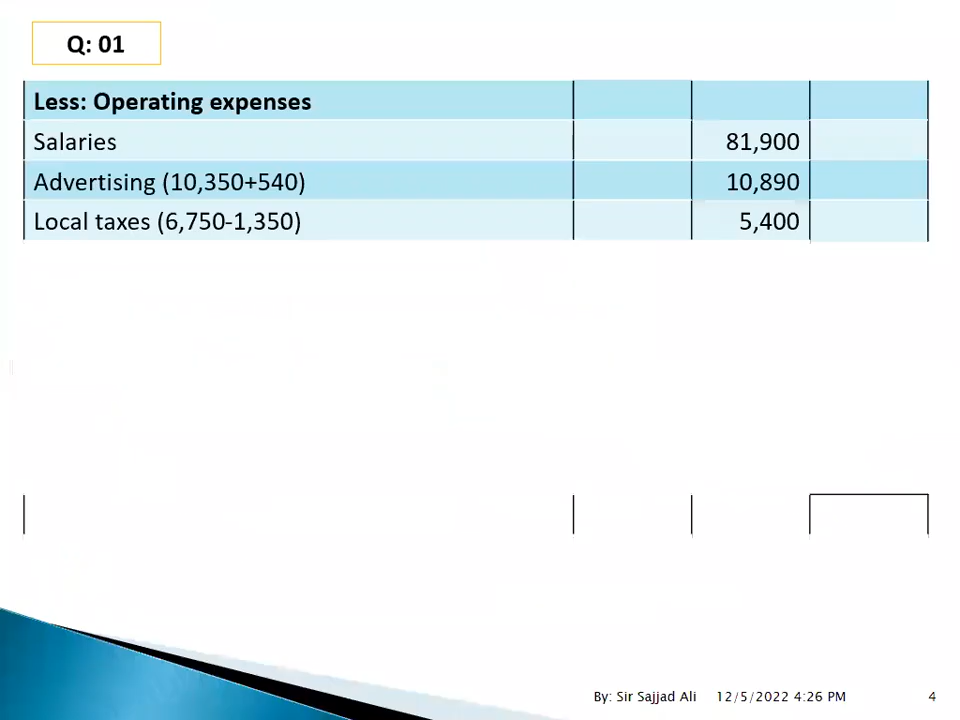 Q: 01
Less: Operating expenses
Salaries 81,900
Advertising (10,350+540) 10,890
Local taxes (6,750-1,350) 5,400
By: Sir Sajjad Ali 12/5/2022 4:26 PM 4